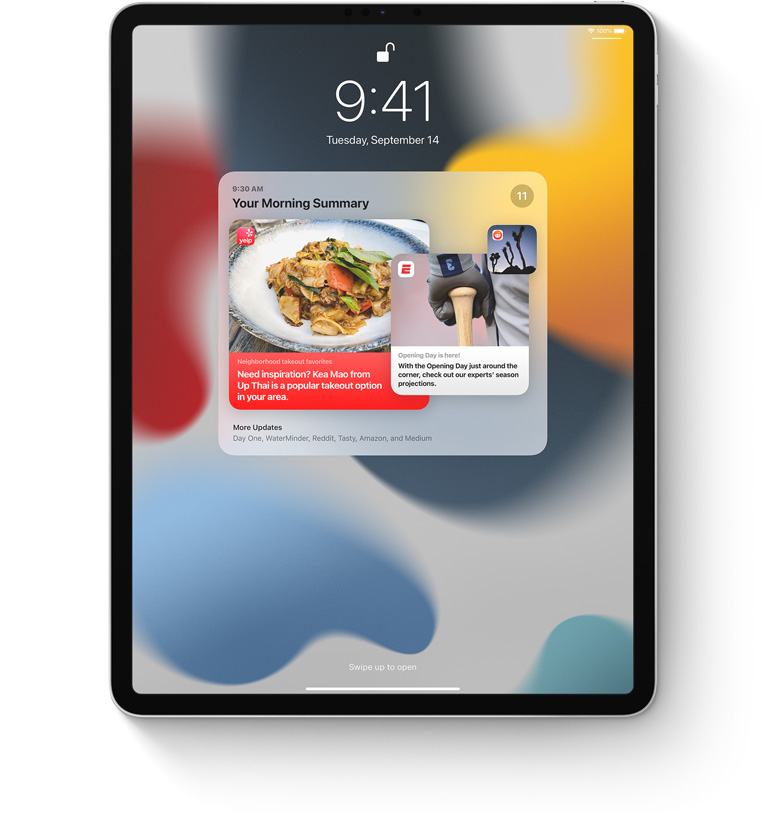 100%
9:41
Tuesday, September 14
9:30 AM
Your Morning Summary
11
yelp
Neighborhood takeout favorites
Need inspiration? Kea Mao from
Up Thai is a popular takeout option
in your area.
Opening Day is here!
With the Opening Day just around the
corner, check out our experts' season
projections.
More Updates
Day One, WaterMinder, Reddit, Tasty, Amazon, and Medium
Swipe up to open